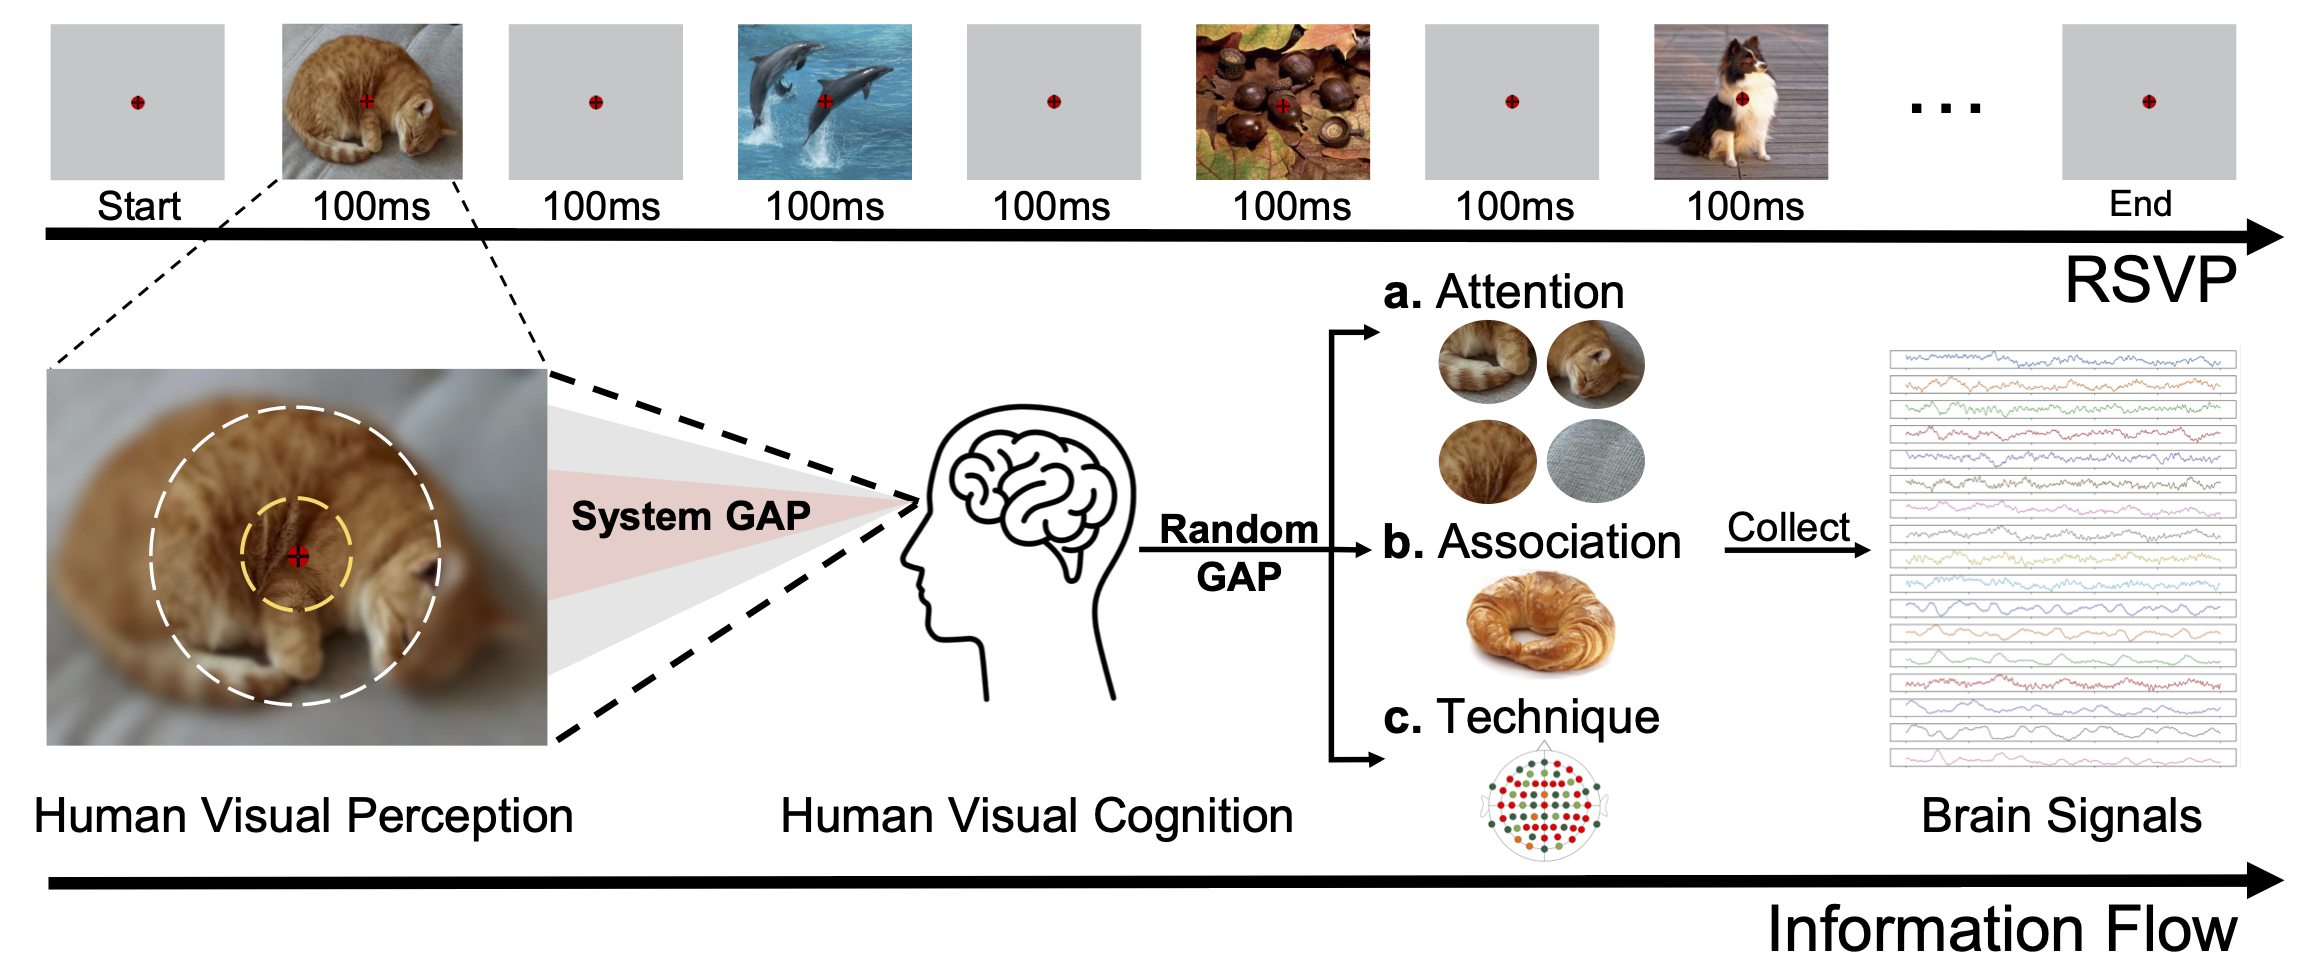 Start
100ms
100ms
100ms
100ms
100ms
100ms
100ms
...
End
RSVP
a. Attention
System GAP
Random
GAP
b. Association
Collect
c. Technique
Human Visual Perception
Human Visual Cognition
Brain Signals
Information Flow